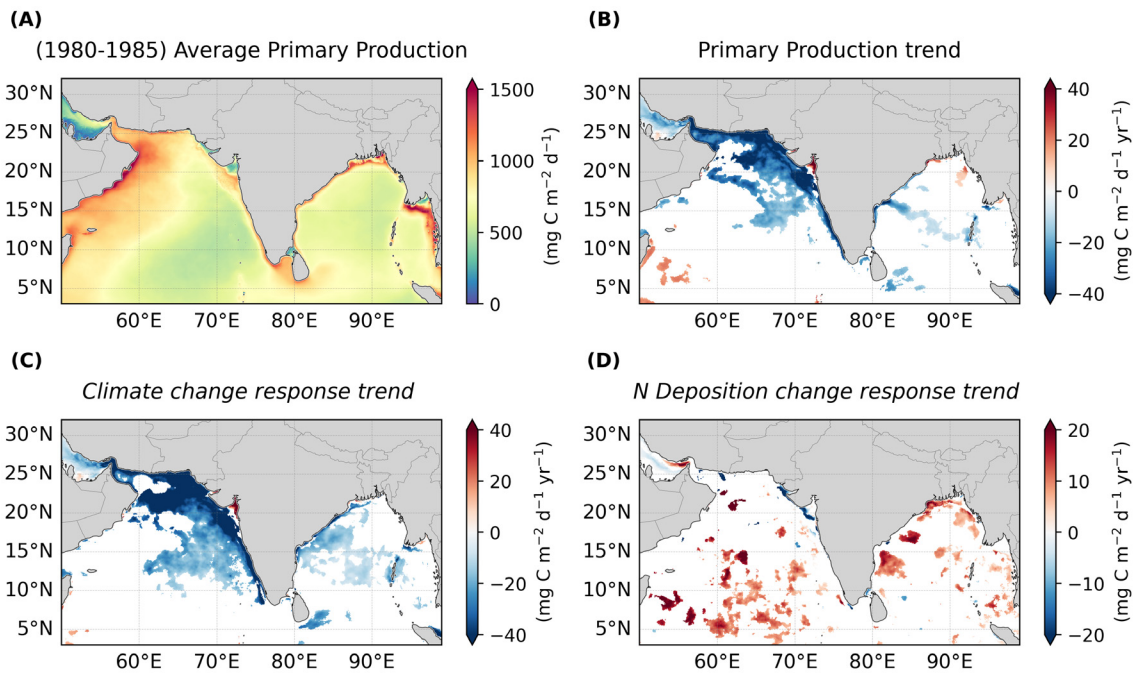 (A)
(1980-1985) Average Primary Production
30°N
25°N
20°N
15°N
10°N
5°N
60°E 70°E 80°E 90°E
1500
1000
500
0
(mg C m⁻² d⁻¹)
(B)
Primary Production trend
30°N
25°N
20°N
15°N
10°N
5°N
60°E 70°E 80°E 90°E
40
20
0
−20
−40
(mg C m⁻² d⁻¹ yr⁻¹)
(C)
Climate change response trend
30°N
25°N
20°N
15°N
10°N
5°N
60°E 70°E 80°E 90°E
40
20
0
−20
−40
(mg C m⁻² d⁻¹ yr⁻¹)
(D)
N Deposition change response trend
30°N
25°N
20°N
15°N
10°N
5°N
60°E 70°E 80°E 90°E
20
10
0
−10
−20
(mg C m⁻² d⁻¹ yr⁻¹)